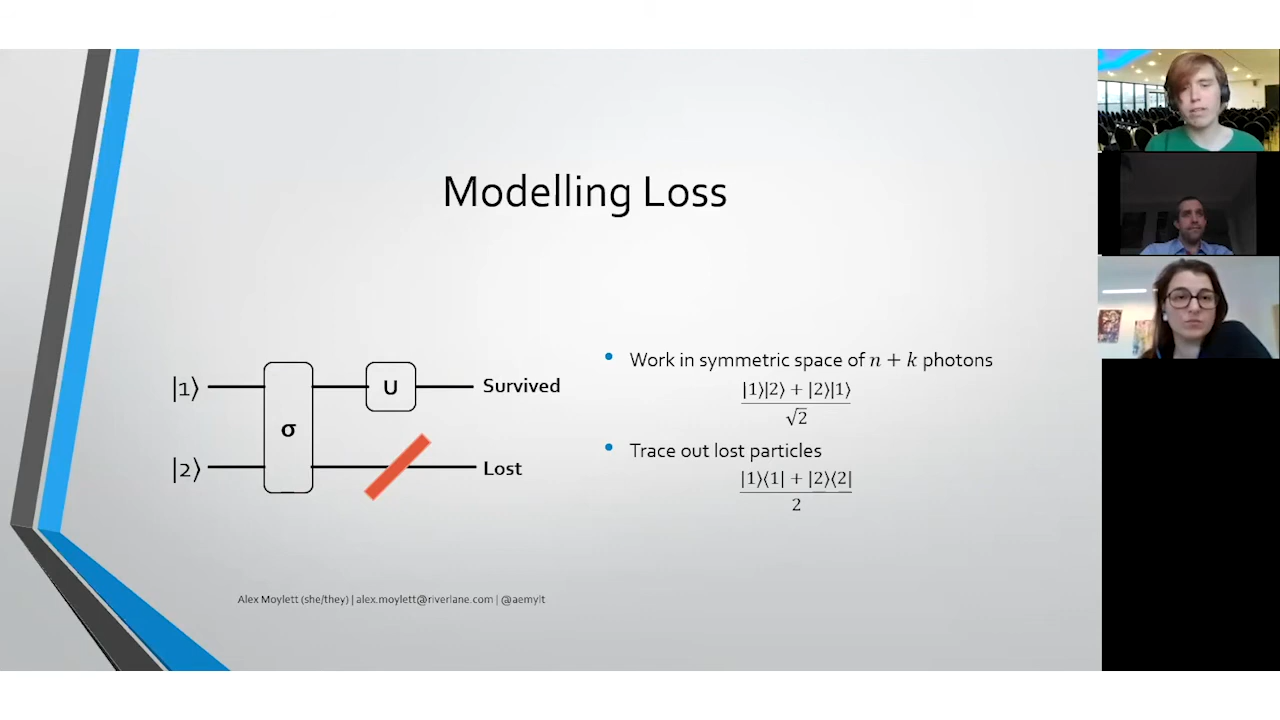 Modelling Loss
|1⟩
σ
U
Survived
|2⟩
Lost
• Work in symmetric space of n + k photons
|1⟩|2⟩ + |2⟩|1⟩
√2
• Trace out lost particles
|1⟩⟨1| + |2⟩⟨2|
2
Alex Moylett (she/they) | alex.moylett@riverlane.com | @aemylt